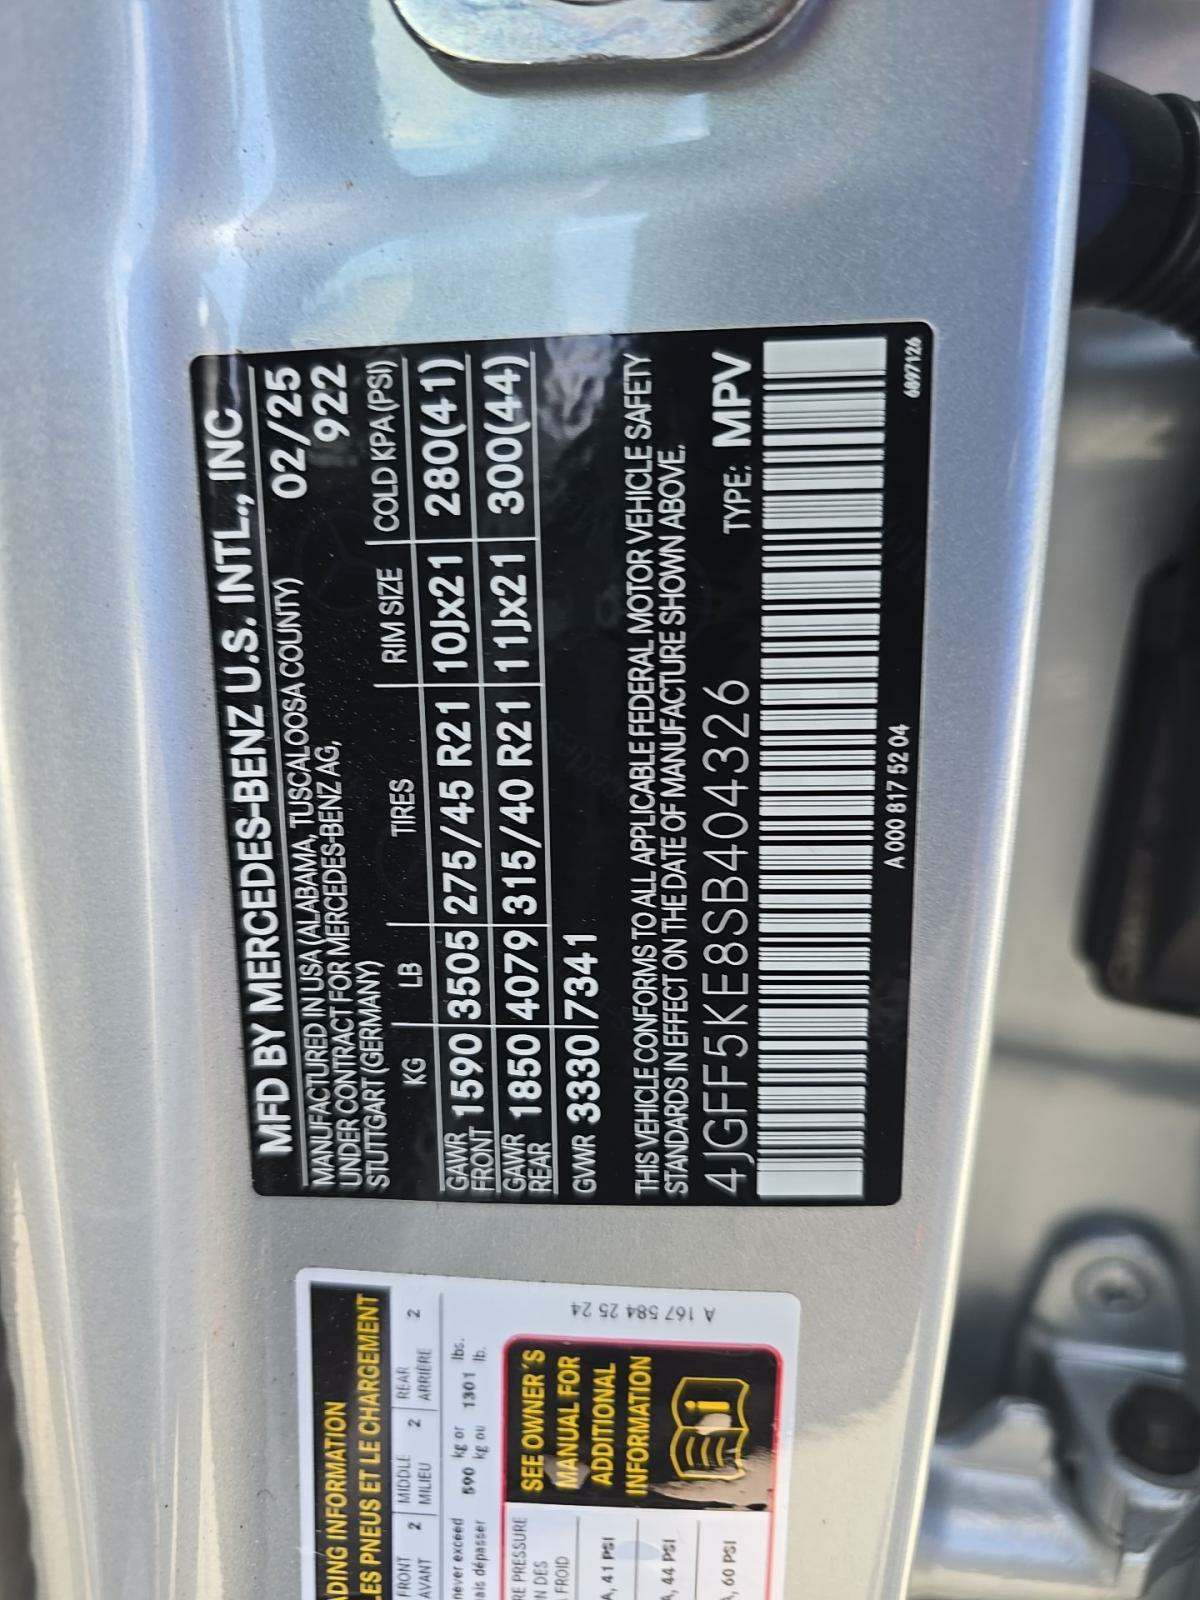 MFD BY MERCEDES-BENZ U.S. INTL., INC
MANUFACTURED IN USA (ALABAMA, TUSCALOOSA COUNTY) 02/25
UNDER CONTRACT FOR MERCEDES-BENZ AG, 922
STUTTGART (GERMANY)
KG LB TIRES RIM SIZE COLD KPA (PSI)
GAWR FRONT 1590 3505 275/45 R21 10Jx21 280(41)
GAWR REAR 1850 4079 315/40 R21 11Jx21 300(44)
GVWR 3330 7341
THIS VEHICLE CONFORMS TO ALL APPLICABLE FEDERAL MOTOR VEHICLE SAFETY
STANDARDS IN EFFECT ON THE DATE OF MANUFACTURE SHOWN ABOVE.
4JGFF5KE8SB404326 TYPE: MPV
A 000 817 52 04
6897126
ADING INFORMATION
LES PNEUS ET LE CHARGEMENT
FRONT 2 MIDDLE 2 REAR 2
AVANT MILIEU ARRIÈRE
never exceed 590 kg or 1301 lbs.
ais dépasser kg ou lb.
RE PRESSURE
N DES
FROID
A, 41 PSI
A, 44 PSI
A, 60 PSI
SEE OWNER'S
MANUAL FOR
ADDITIONAL
INFORMATION
i
A 167 584 25 24